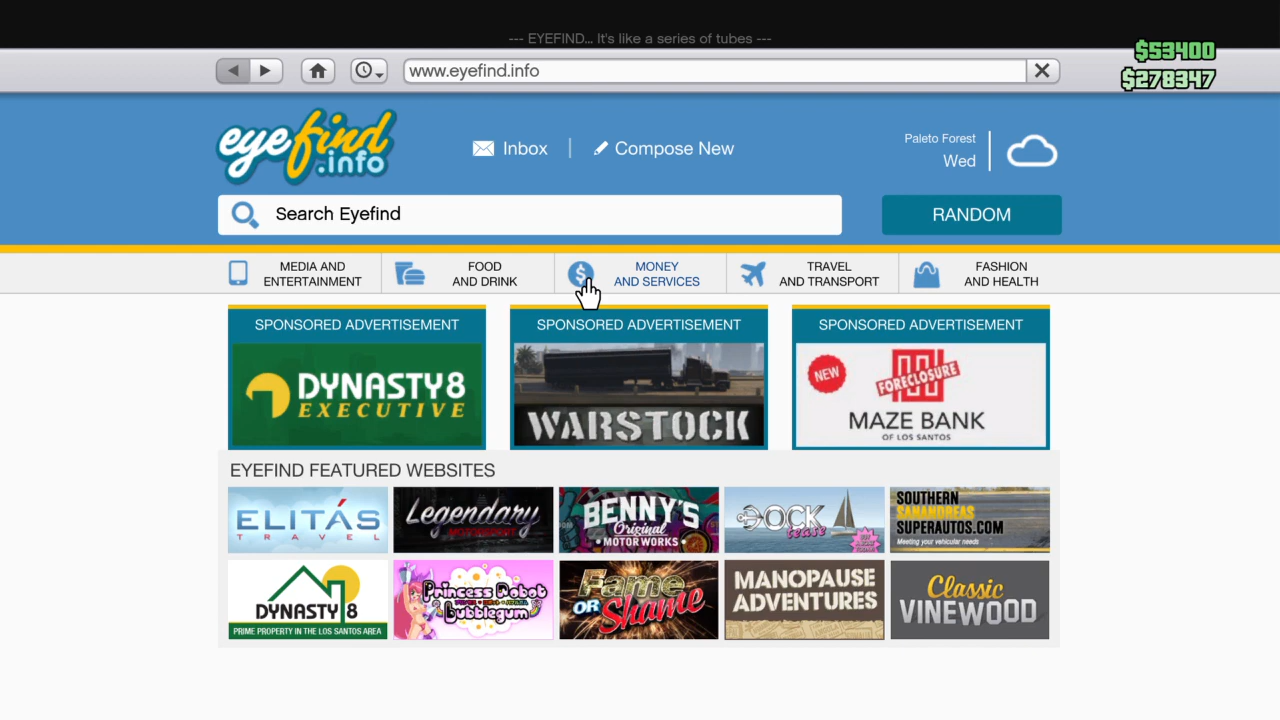 --- EYEFIND... It's like a series of tubes ---
$53400
$278347
www.eyefind.info
eyefind
.info
Inbox
Compose New
Paleto Forest
Wed
Search Eyefind
RANDOM
MEDIA AND
ENTERTAINMENT
FOOD
AND DRINK
$
MONEY
AND SERVICES
TRAVEL
AND TRANSPORT
FASHION
AND HEALTH
SPONSORED ADVERTISEMENT
DYNASTY8
EXECUTIVE
SPONSORED ADVERTISEMENT
WARSTOCK
SPONSORED ADVERTISEMENT
NEW
FORECLOSURE
MAZE BANK
OF LOS SANTOS
EYEFIND FEATURED WEBSITES
ELITÁS
TRAVEL
Legendary
MOTORSPORT
BENNY'S
Original
MOTOR WORKS
DOCK
tease
SOUTHERN
SANANDREAS
SUPERAUTOS.COM
Meeting your vehicular needs
DYNASTY 8
PRIME PROPERTY IN THE LOS SANTOS AREA
Princess Robot
Bubblegum
Fame
OR Shame
MANOPAUSE
ADVENTURES
Classic
VINEWOOD